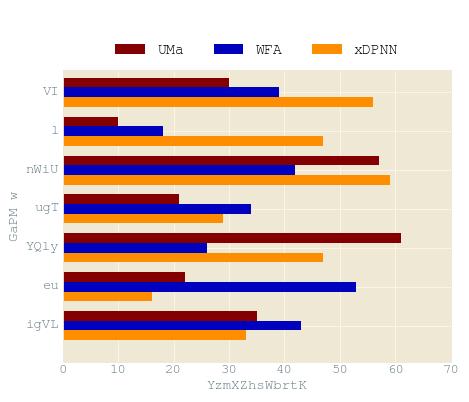 UMa WFA xDPNN
VI
l
nWiU
ugT
YQly
eu
igVL
GaPM w
0 10 20 30 40 50 60 70
YzmXZhsWbrtK